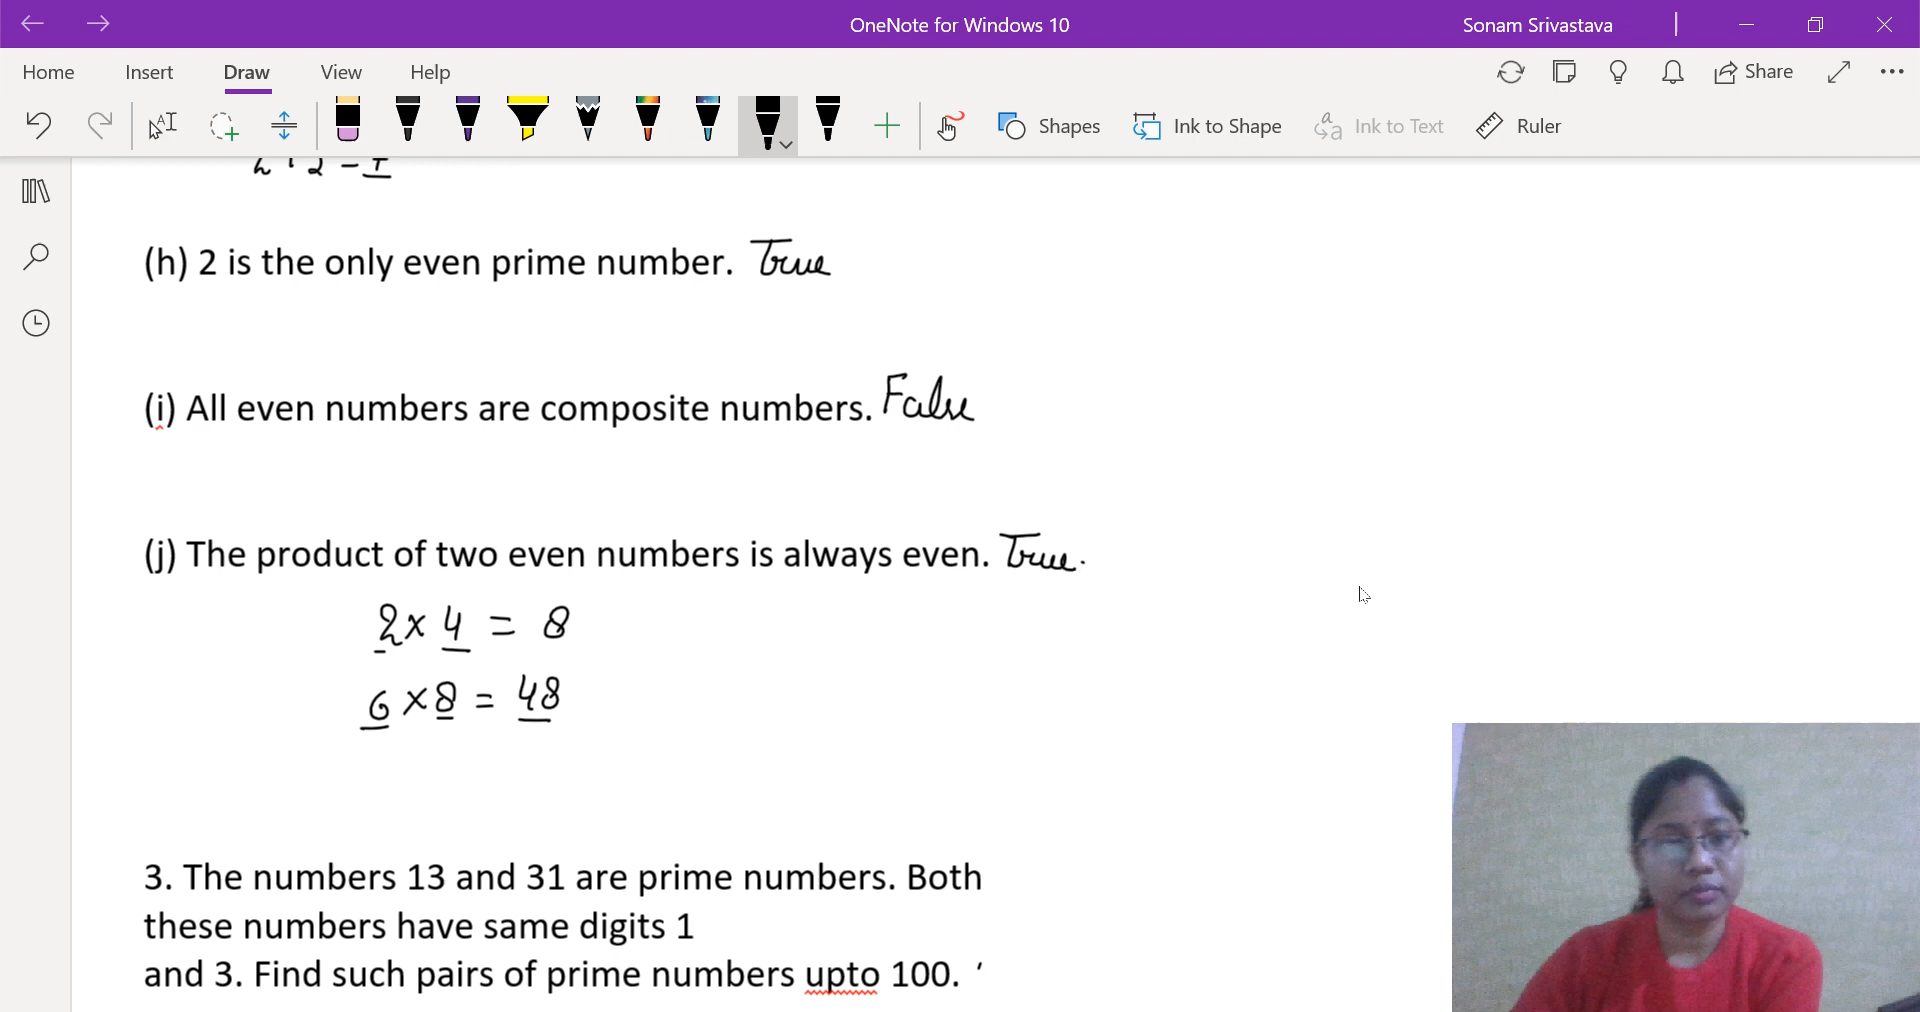 OneNote for Windows 10
Sonam Srivastava
Home Insert Draw View Help
Share
Shapes Ink to Shape Ink to Text Ruler
(h) 2 is the only even prime number. True
(i) All even numbers are composite numbers. False
(j) The product of two even numbers is always even. True.
2 x 4 = 8
6 x 8 = 48
3. The numbers 13 and 31 are prime numbers. Both
these numbers have same digits 1
and 3. Find such pairs of prime numbers upto 100.